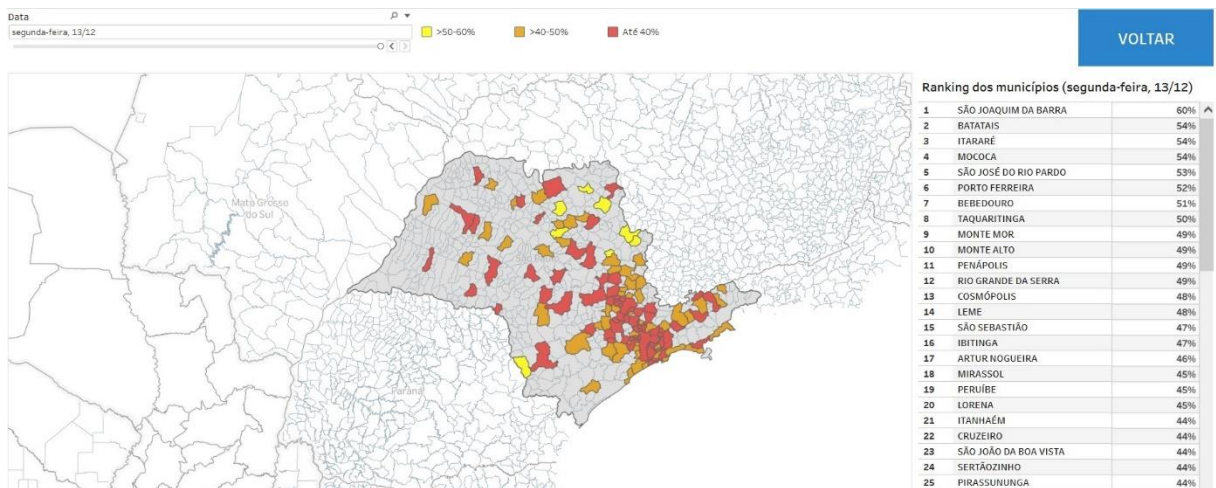 Data
segunda-feira, 13/12
>50-60%
>40-50%
Até 40%
VOLTAR
Mato Grosso
do Sul
Paraná
Ranking dos municípios (segunda-feira, 13/12)
1 SÃO JOAQUIM DA BARRA 60%
2 BATATAIS 54%
3 ITARARÉ 54%
4 MOCOCA 54%
5 SÃO JOSÉ DO RIO PARDO 53%
6 PORTO FERREIRA 52%
7 BEBEDOURO 51%
8 TAQUARITINGA 50%
9 MONTE MOR 49%
10 MONTE ALTO 49%
11 PENÁPOLIS 49%
12 RIO GRANDE DA SERRA 49%
13 COSMÓPOLIS 48%
14 LEME 48%
15 SÃO SEBASTIÃO 47%
16 IBITINGA 47%
17 ARTUR NOGUEIRA 46%
18 MIRASSOL 45%
19 PERUÍBE 45%
20 LORENA 45%
21 ITANHAÉM 44%
22 CRUZEIRO 44%
23 SÃO JOÃO DA BOA VISTA 44%
24 SERTÃOZINHO 44%
25 PIRASSUNUNGA 44%